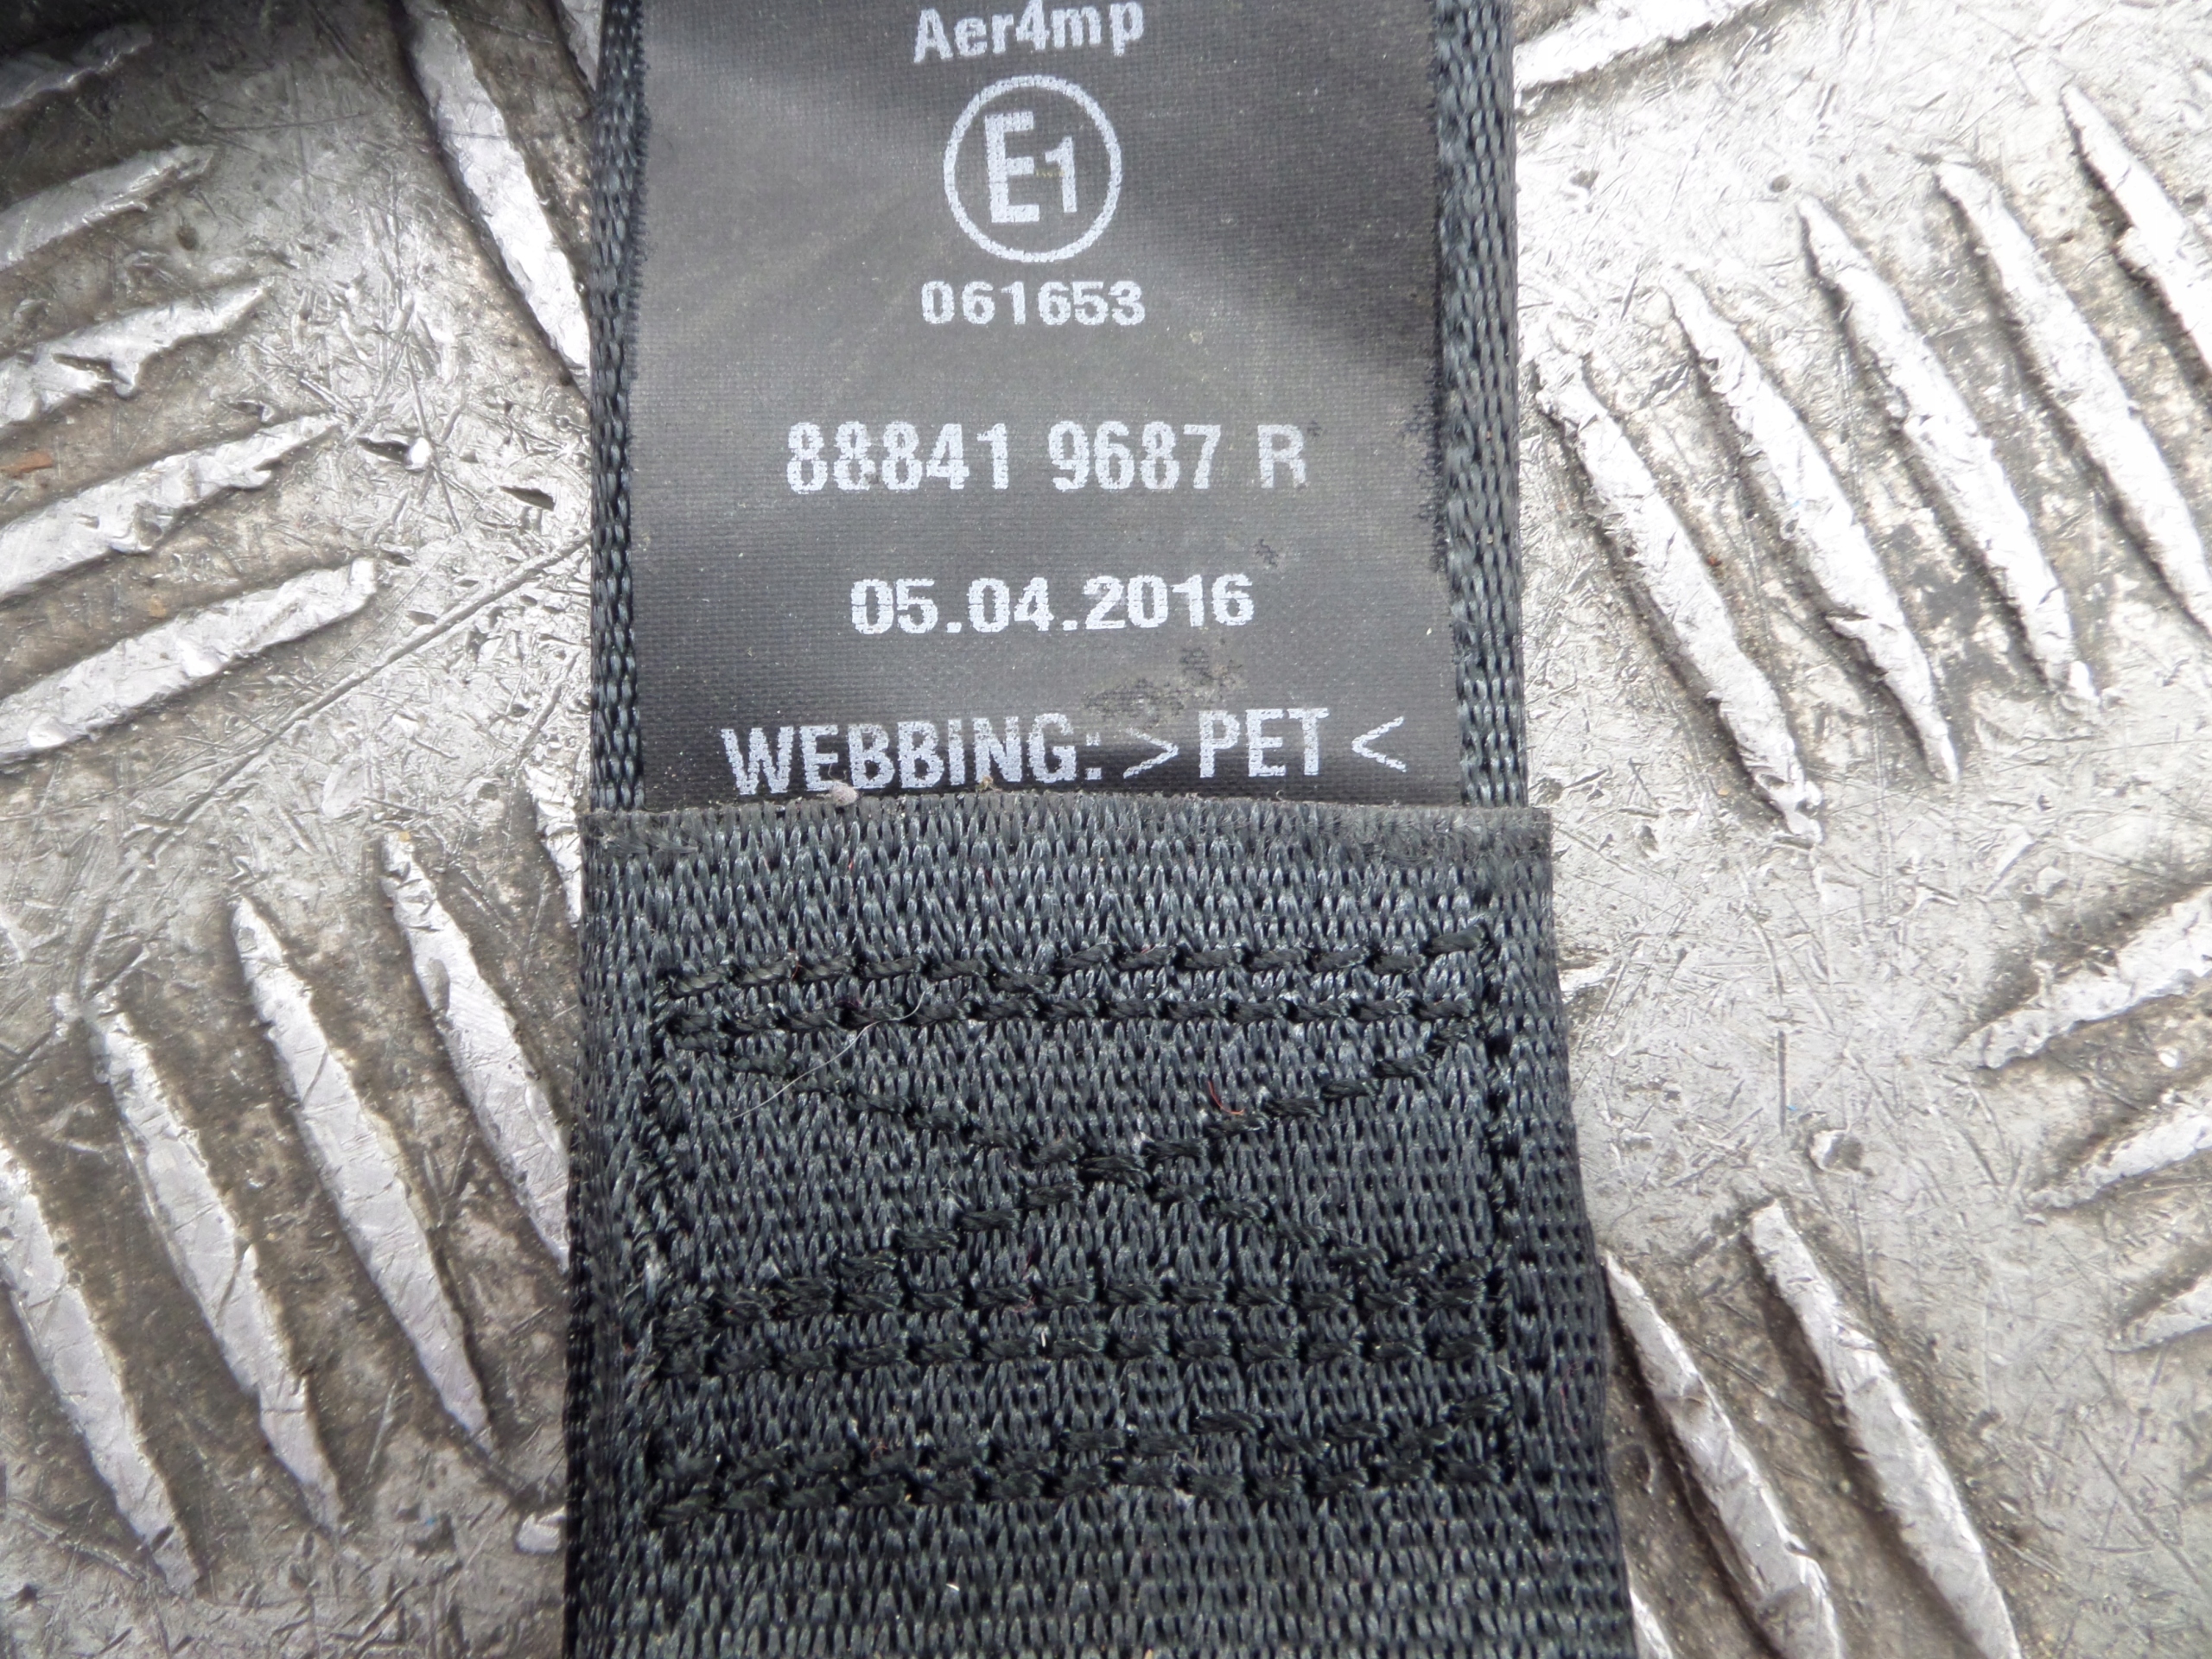 Aer4mp
E1
061653
88841 9687 R
05.04.2016
WEBBING: >PET<